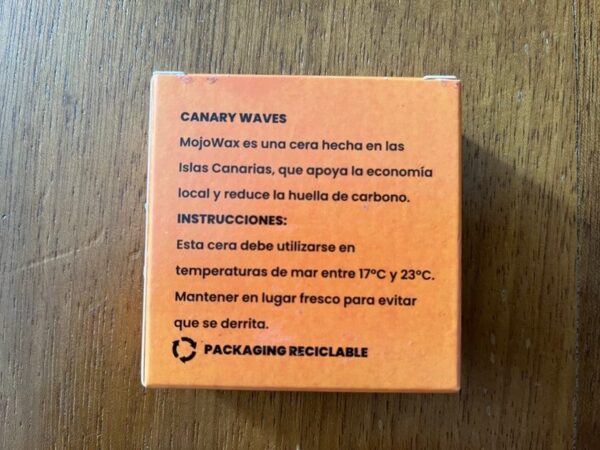 CANARY WAVES
MojoWax es una cera hecha en las
Islas Canarias, que apoya la economía
local y reduce la huella de carbono.
INSTRUCCIONES:
Esta cera debe utilizarse en
temperaturas de mar entre 17ºC y 23ºC.
Mantener en lugar fresco para evitar
que se derrita.
PACKAGING RECICLABLE